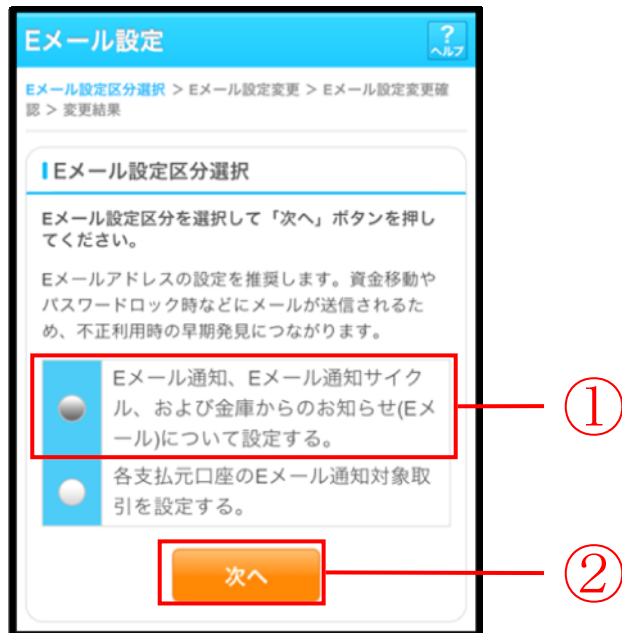 Eメール設定
?
ヘルプ
Eメール設定区分選択 > Eメール設定変更 > Eメール設定変更確
認 > 変更結果
Eメール設定区分選択
Eメール設定区分を選択して「次へ」ボタンを押し
てください。
Eメールアドレスの設定を推奨します。資金移動や
パスワードロック時などにメールが送信されるた
め、不正利用時の早期発見につながります。
Eメール通知、Eメール通知サイク
ル、および金庫からのお知らせ(Eメ
ール)について設定する。
①
各支払元口座のEメール通知対象取
引を設定する。
次へ
②